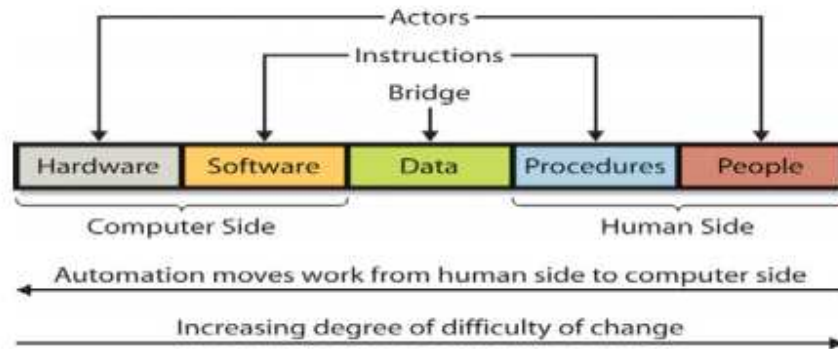 Actors
Instructions
Bridge
Hardware Software Data Procedures People
Computer Side Human Side
Automation moves work from human side to computer side
Increasing degree of difficulty of change